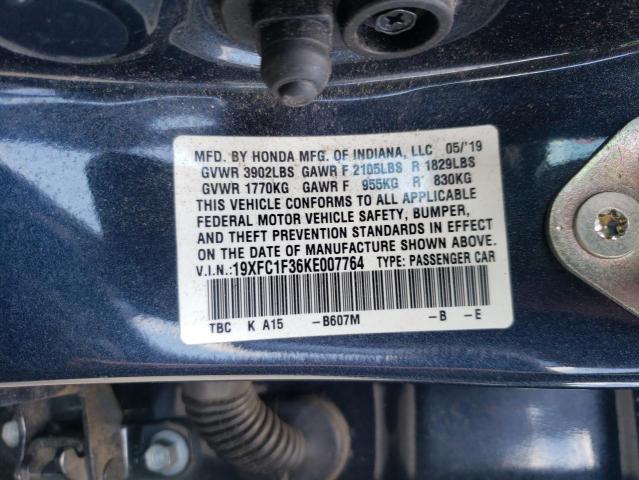 MFD. BY HONDA MFG. OF INDIANA, LLC 05/'19
GVWR 3902LBS GAWR F 2105LBS R 1829LBS
GVWR 1770KG GAWR F 955KG R 830KG
THIS VEHICLE CONFORMS TO ALL APPLICABLE
FEDERAL MOTOR VEHICLE SAFETY, BUMPER,
AND THEFT PREVENTION STANDARDS IN EFFECT
ON THE DATE OF MANUFACTURE SHOWN ABOVE.
V.I.N.:19XFC1F36KE007764 TYPE: PASSENGER CAR
TBC K A15 -B607M -B -E